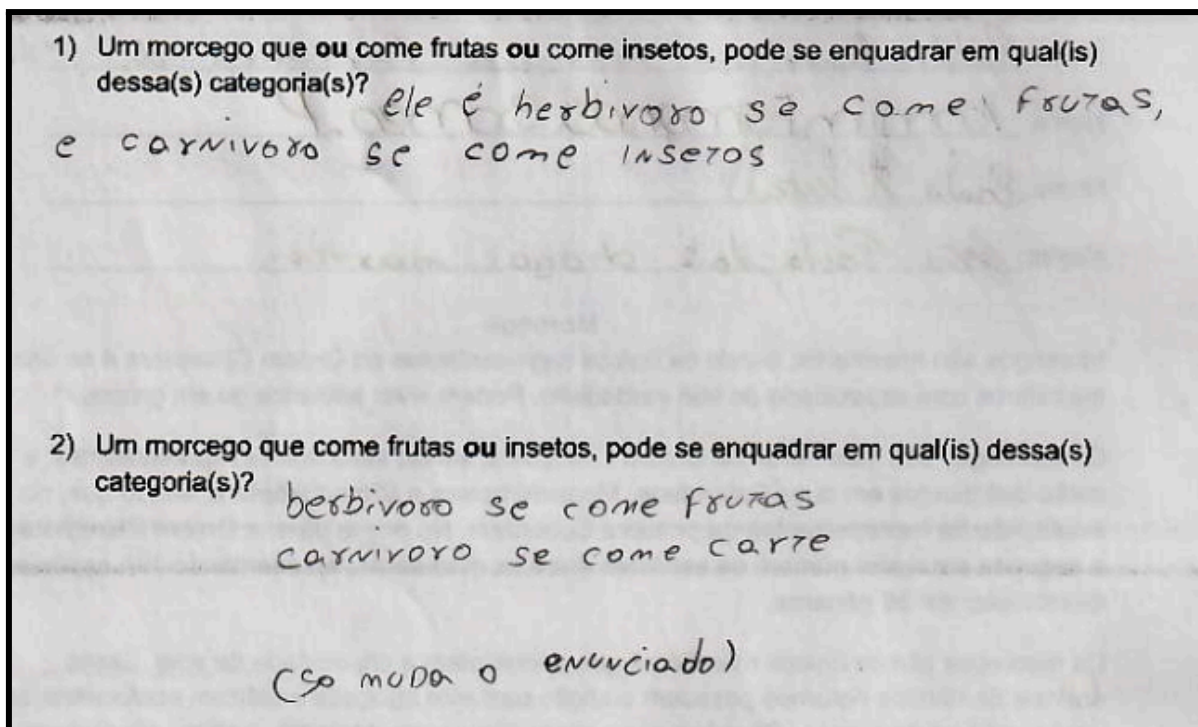 1) Um morcego que ou come frutas ou come insetos, pode se enquadrar em qual(is)
dessa(s) categoria(s)?
ele é herbivoro se come frutas,
e carnivoro se come insetos
2) Um morcego que come frutas ou insetos, pode se enquadrar em qual(is) dessa(s)
categoria(s)?
herbivoro se come frutas
carnivoro se come carte
(so muda o enunciado)